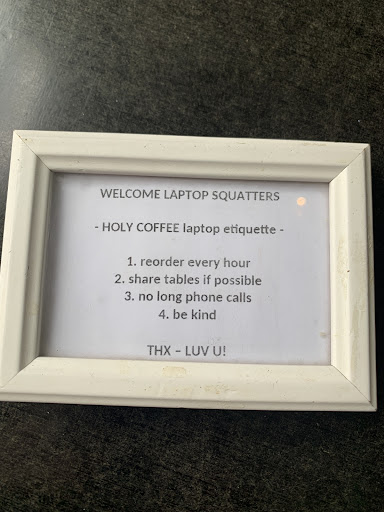 WELCOME LAPTOP SQUATTERS
- HOLY COFFEE laptop etiquette -
1. reorder every hour
2. share tables if possible
3. no long phone calls
4. be kind
THX – LUV U!